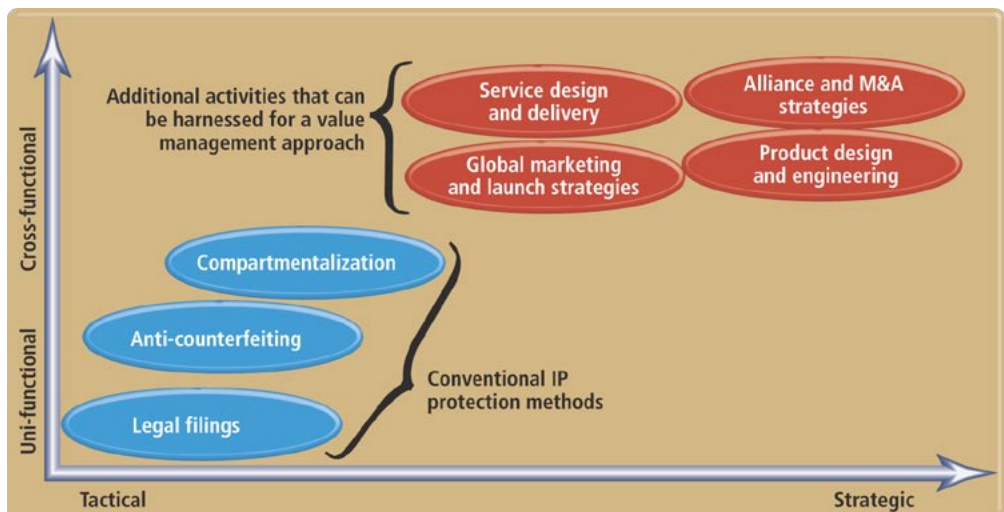 Cross-functional
Uni-functional
Additional activities that can
be harnessed for a value
management approach
Service design
and delivery
Alliance and M&A
strategies
Global marketing
and launch strategies
Product design
and engineering
Compartmentalization
Anti-counterfeiting
Legal filings
Conventional IP
protection methods
Tactical
Strategic